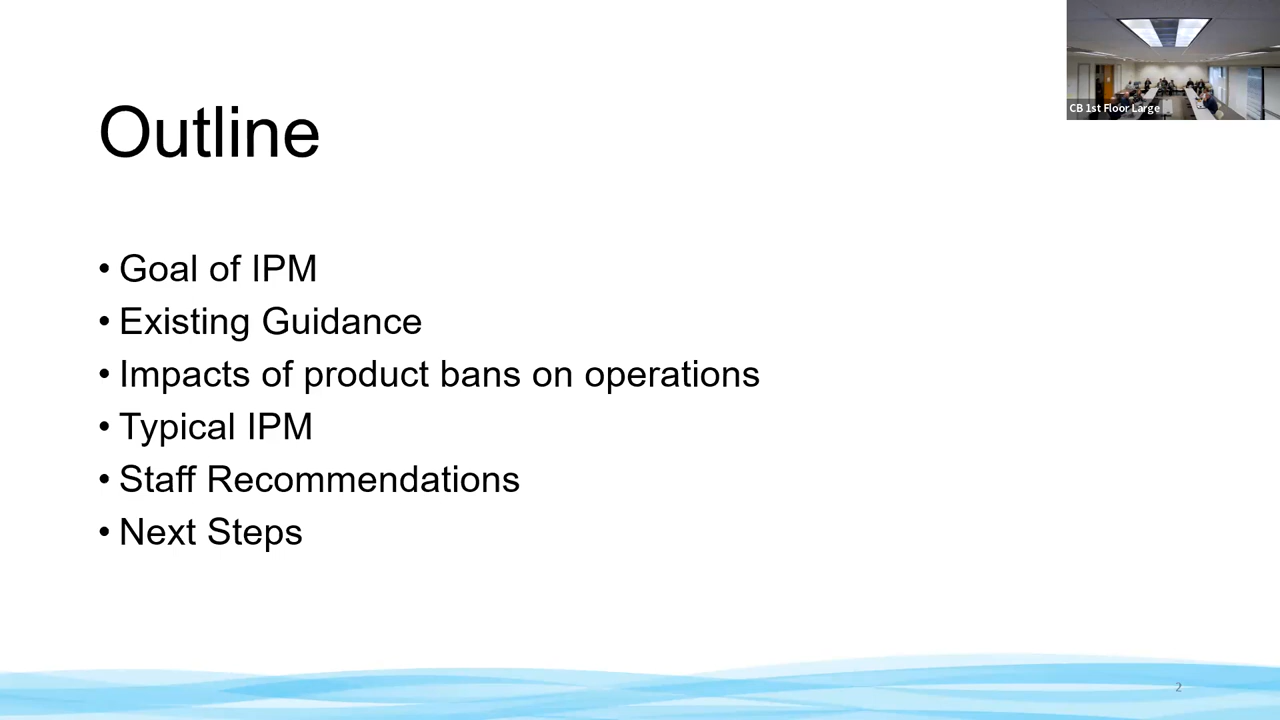 CB 1st Floor Large
Outline
• Goal of IPM
• Existing Guidance
• Impacts of product bans on operations
• Typical IPM
• Staff Recommendations
• Next Steps
2